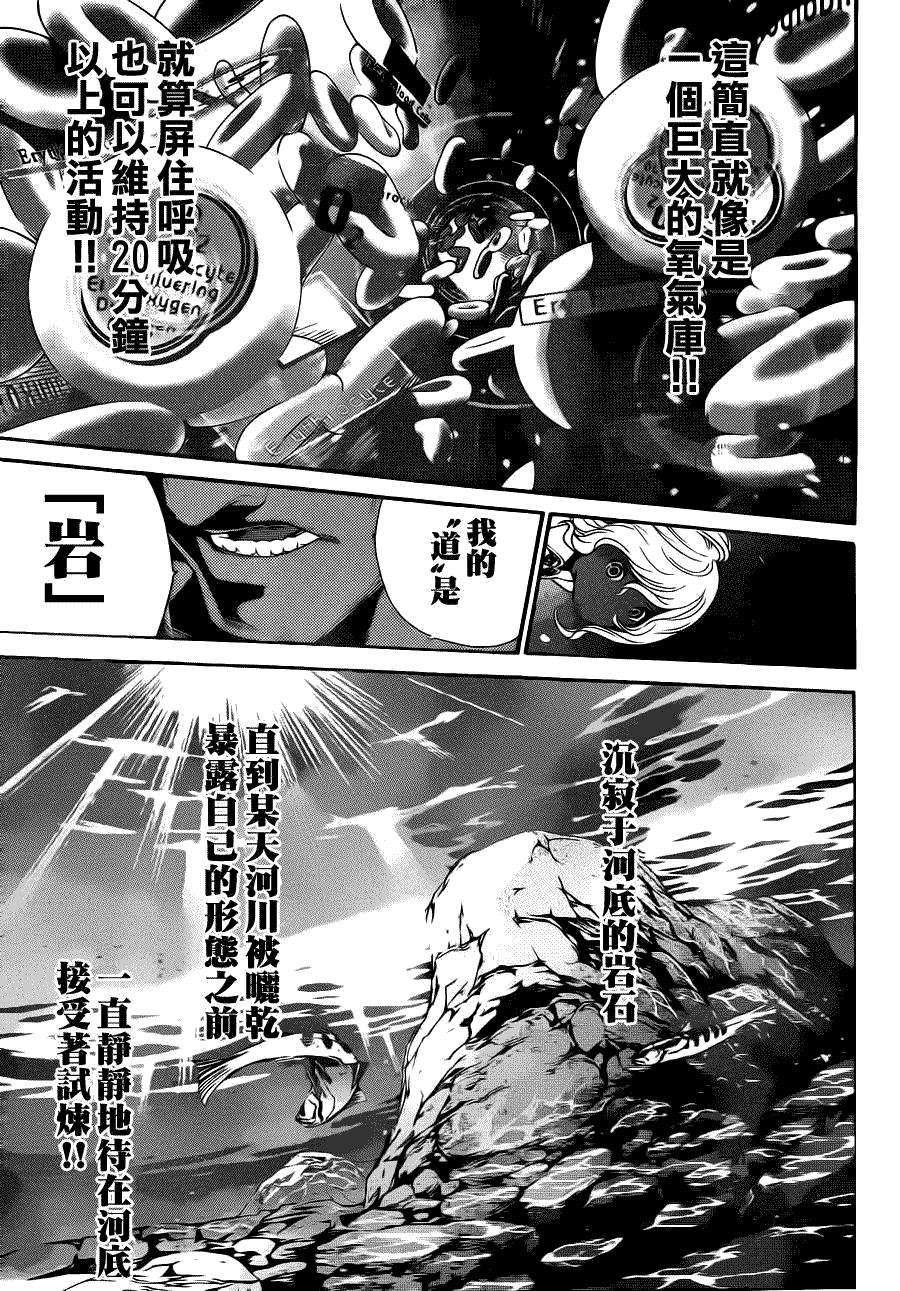 這簡直就像是
一個巨大的氧氣庫!!
就算屏住呼吸
也可以維持20分鐘
以上的活動!!
O2
Erythrocyte
我的
〝道〞是
「岩」
沉寂于河底的岩石
直到某天河川被曬乾
暴露自己的形態之前
一直靜靜地待在河底
接受著試煉!!